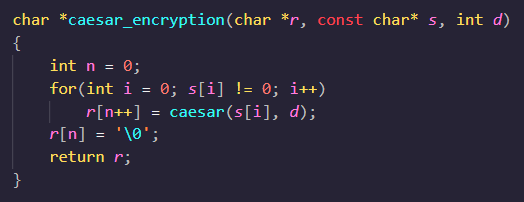 char *caesar_encryption(char *r, const char* s, int d)
{
    int n = 0;
    for(int i = 0; s[i] != 0; i++)
        r[n++] = caesar(s[i], d);
    r[n] = '\0';
    return r;
}